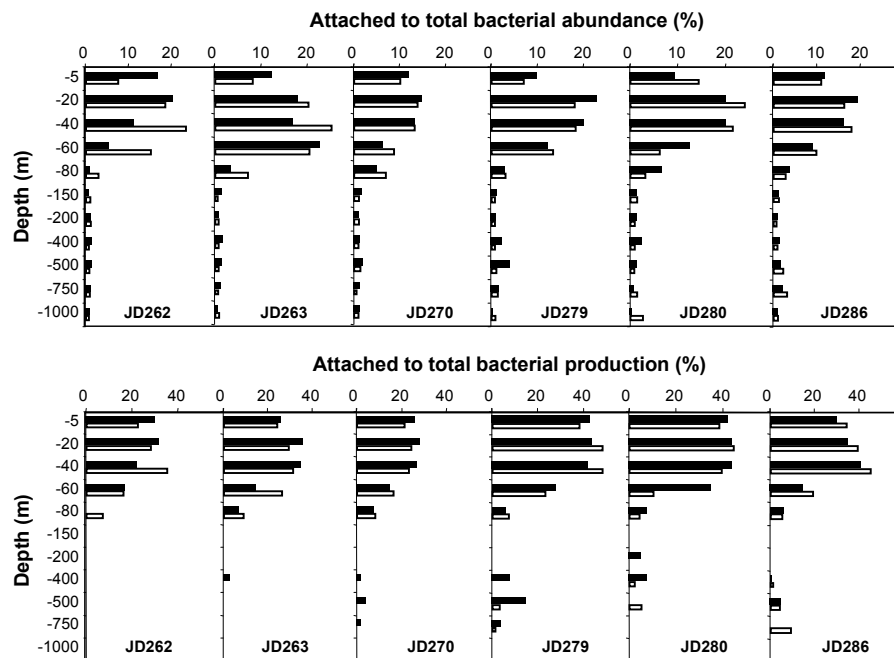 Attached to total bacterial abundance (%)
0 10 20 0 10 20 0 10 20 0 10 20 0 10 20 0 10 20
Depth (m)
-5
-20
-40
-60
-80
-150
-200
-400
-500
-750
-1000
JD262 JD263 JD270 JD279 JD280 JD286
Attached to total bacterial production (%)
0 20 40 0 20 40 0 20 40 0 20 40 0 20 40 0 20 40
Depth (m)
-5
-20
-40
-60
-80
-150
-200
-400
-500
-750
-1000
JD262 JD263 JD270 JD279 JD280 JD286